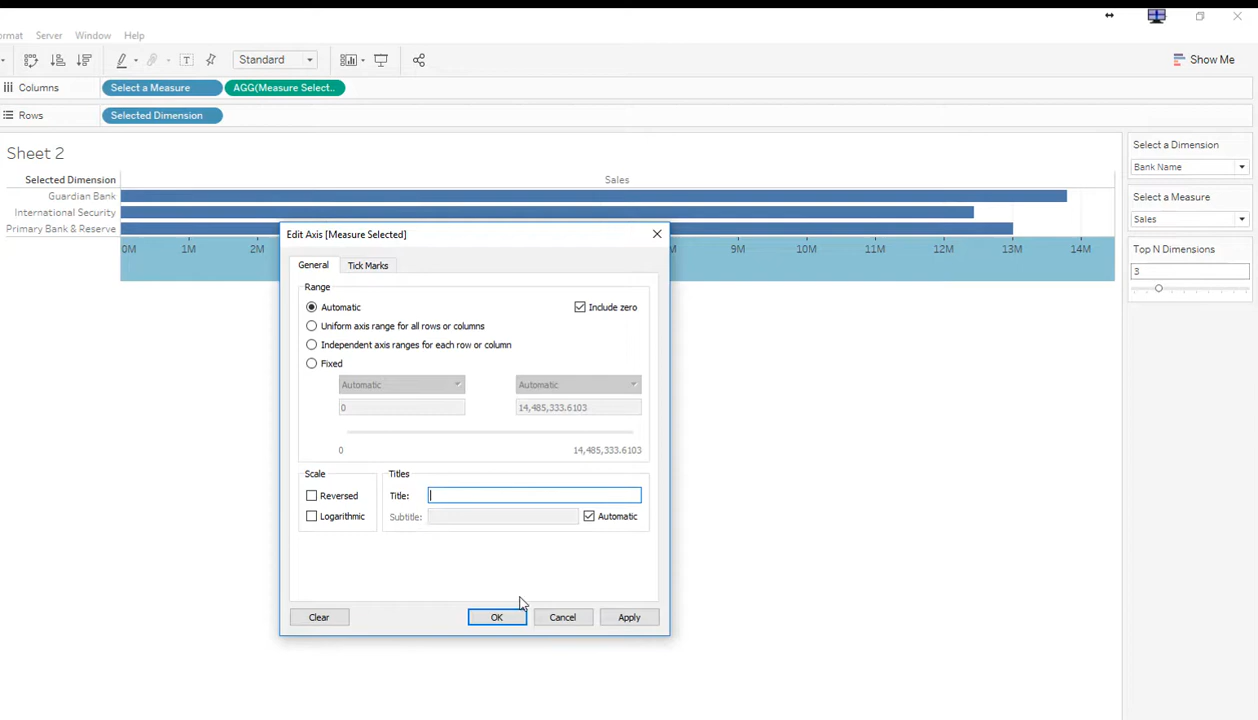 ormat Server Window Help
Standard Show Me
Columns Select a Measure AGG(Measure Select..
Rows Selected Dimension
Sheet 2
Select a Dimension
Bank Name
Select a Measure
Sales
Top N Dimensions
3
Selected Dimension Sales
Guardian Bank
International Security
Primary Bank & Reserve
0M 1M 2M 9M 10M 11M 12M 13M 14M
Edit Axis [Measure Selected]
General Tick Marks
Range
Automatic Include zero
Uniform axis range for all rows or columns
Independent axis ranges for each row or column
Fixed
Automatic Automatic
0 14,485,333.6103
0 14,485,333.6103
Scale Titles
Reversed Title:
Logarithmic Subtitle: Automatic
Clear OK Cancel Apply